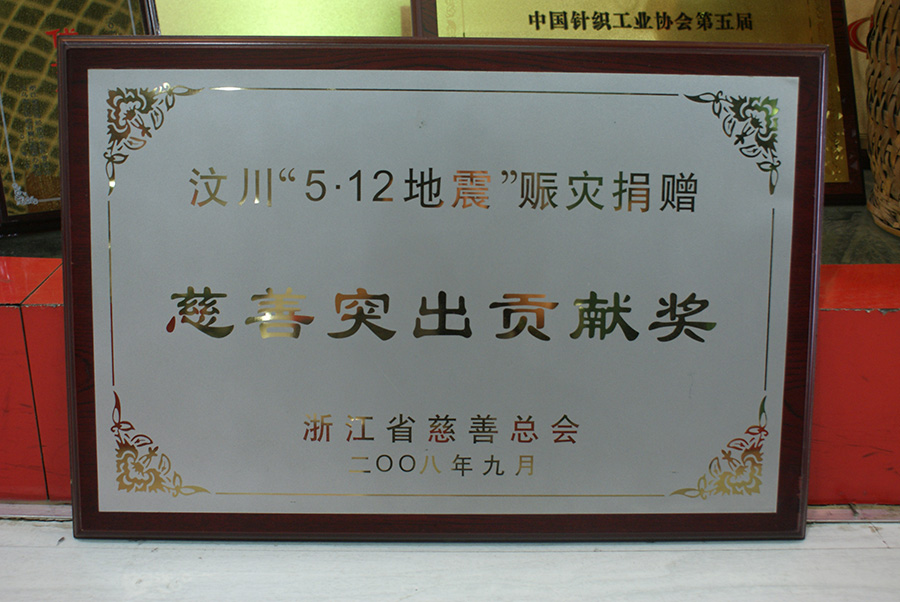 中国针织工业协会第五届
汶川“5·12地震”赈灾捐赠
慈善突出贡献奖
浙江省慈善总会
二OO八年九月